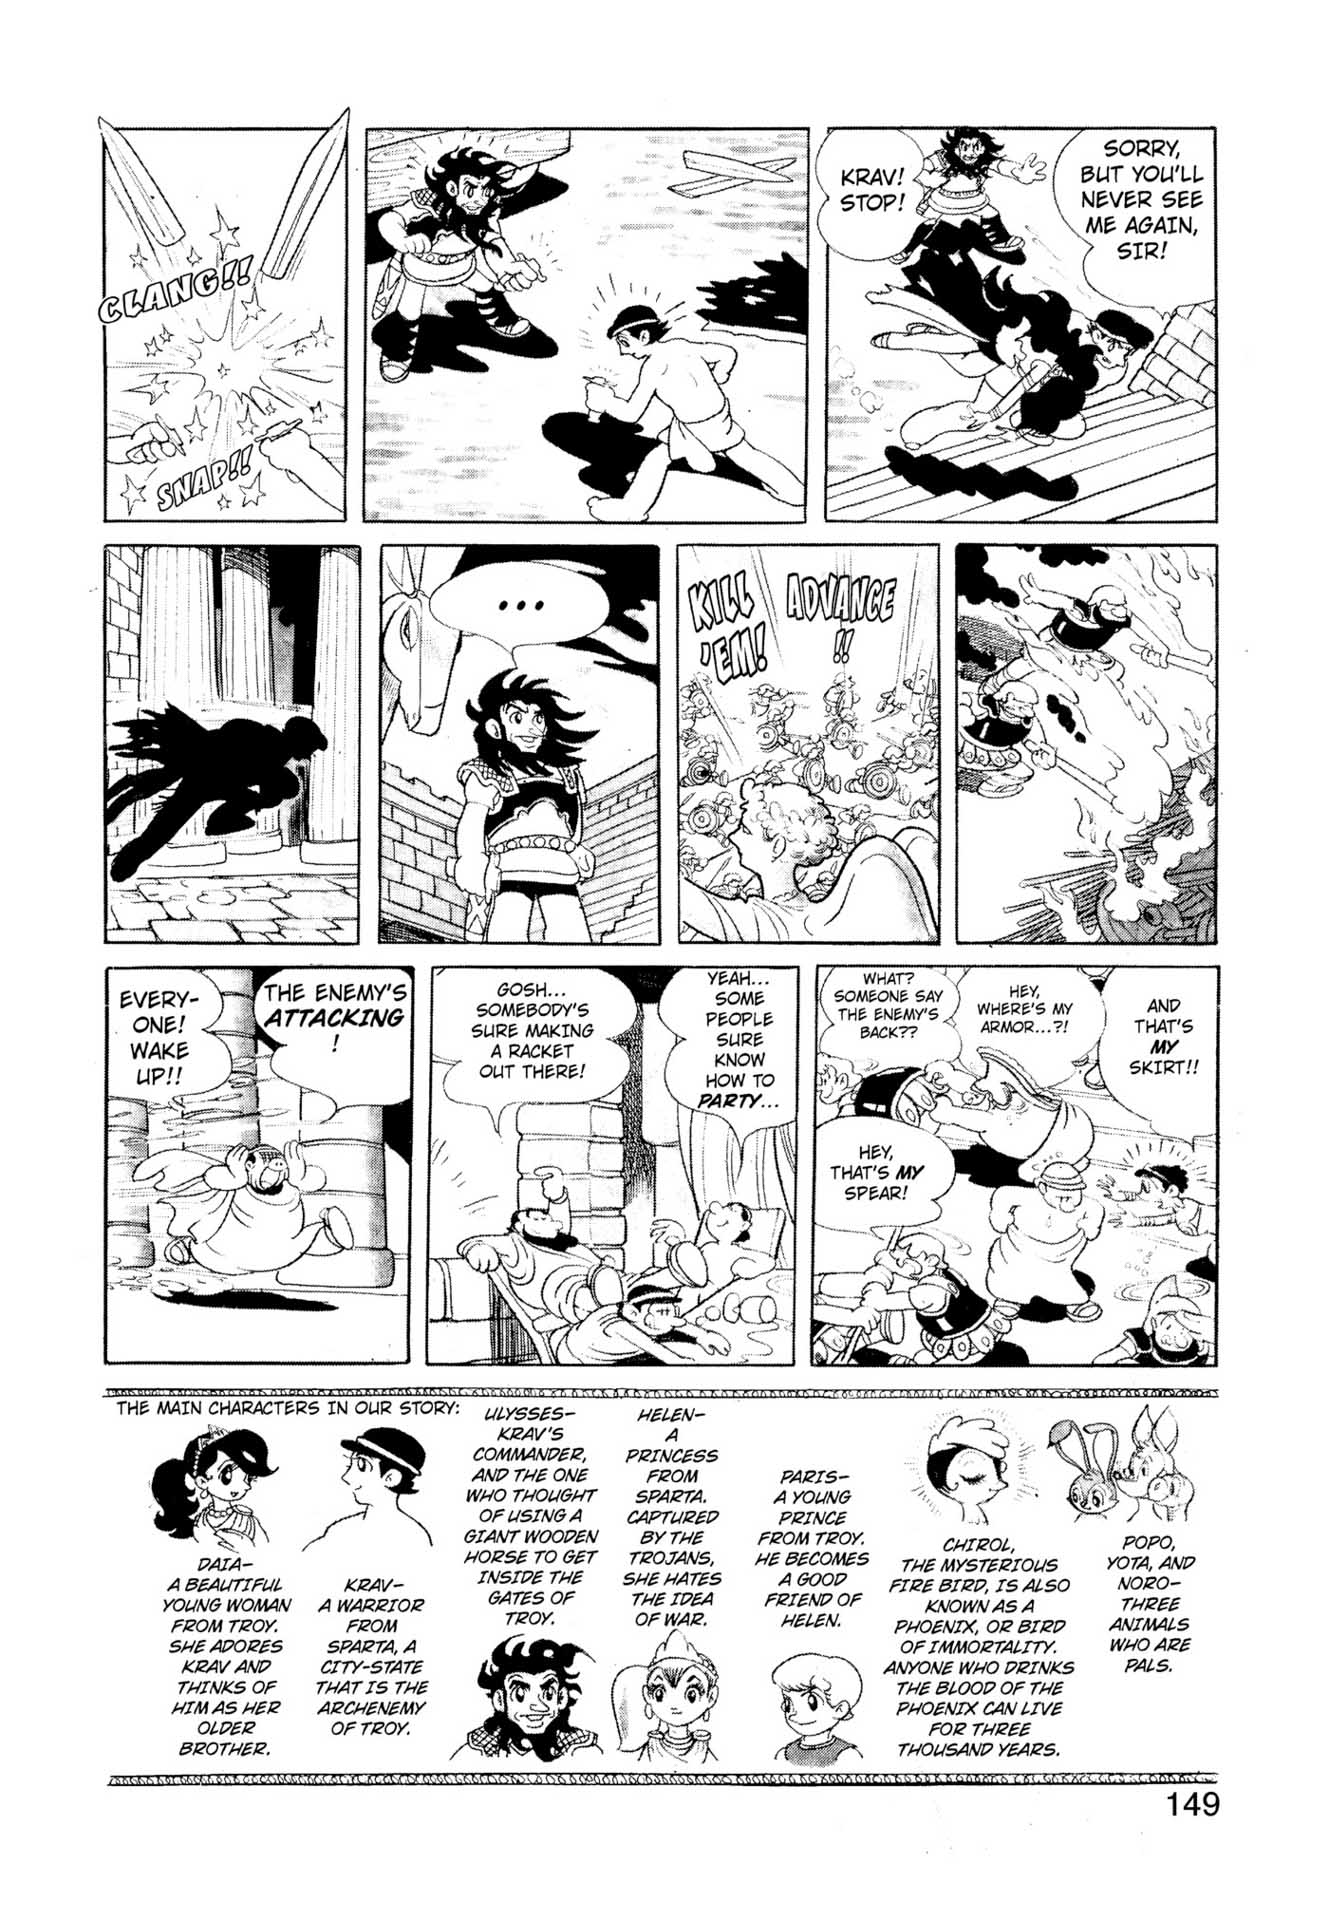 CLANG!!
SNAP!!
KRAV!
STOP!
SORRY,
BUT YOU'LL
NEVER SEE
ME AGAIN,
SIR!
...
KILL
'EM!
ADVANCE
!!
EVERY-
ONE!
WAKE
UP!!
THE ENEMY'S
ATTACKING
!
GOSH...
SOMEBODY'S
SURE MAKING
A RACKET
OUT THERE!
YEAH...
SOME
PEOPLE
SURE
KNOW
HOW TO
PARTY...
WHAT?
SOMEONE SAY
THE ENEMY'S
BACK??
HEY,
WHERE'S MY
ARMOR...?!
AND
THAT'S
MY
SKIRT!!
HEY,
THAT'S MY
SPEAR!
THE MAIN CHARACTERS IN OUR STORY:
DAIA–
A BEAUTIFUL
YOUNG WOMAN
FROM TROY.
SHE ADORES
KRAV AND
THINKS OF
HIM AS HER
OLDER
BROTHER.
KRAV–
A WARRIOR
FROM
SPARTA, A
CITY-STATE
THAT IS THE
ARCHENEMY
OF TROY.
ULYSSES–
KRAV'S
COMMANDER,
AND THE ONE
WHO THOUGHT
OF USING A
GIANT WOODEN
HORSE TO GET
INSIDE THE
GATES OF
TROY.
HELEN–
A
PRINCESS
FROM
SPARTA.
CAPTURED
BY THE
TROJANS,
SHE HATES
THE IDEA
OF WAR.
PARIS–
A YOUNG
PRINCE
FROM TROY.
HE BECOMES
A GOOD
FRIEND OF
HELEN.
CHIROL,
THE MYSTERIOUS
FIRE BIRD, IS ALSO
KNOWN AS A
PHOENIX, OR BIRD
OF IMMORTALITY.
ANYONE WHO DRINKS
THE BLOOD OF THE
PHOENIX CAN LIVE
FOR THREE
THOUSAND YEARS.
POPO,
YOTA, AND
NORO–
THREE
ANIMALS
WHO ARE
PALS.
149